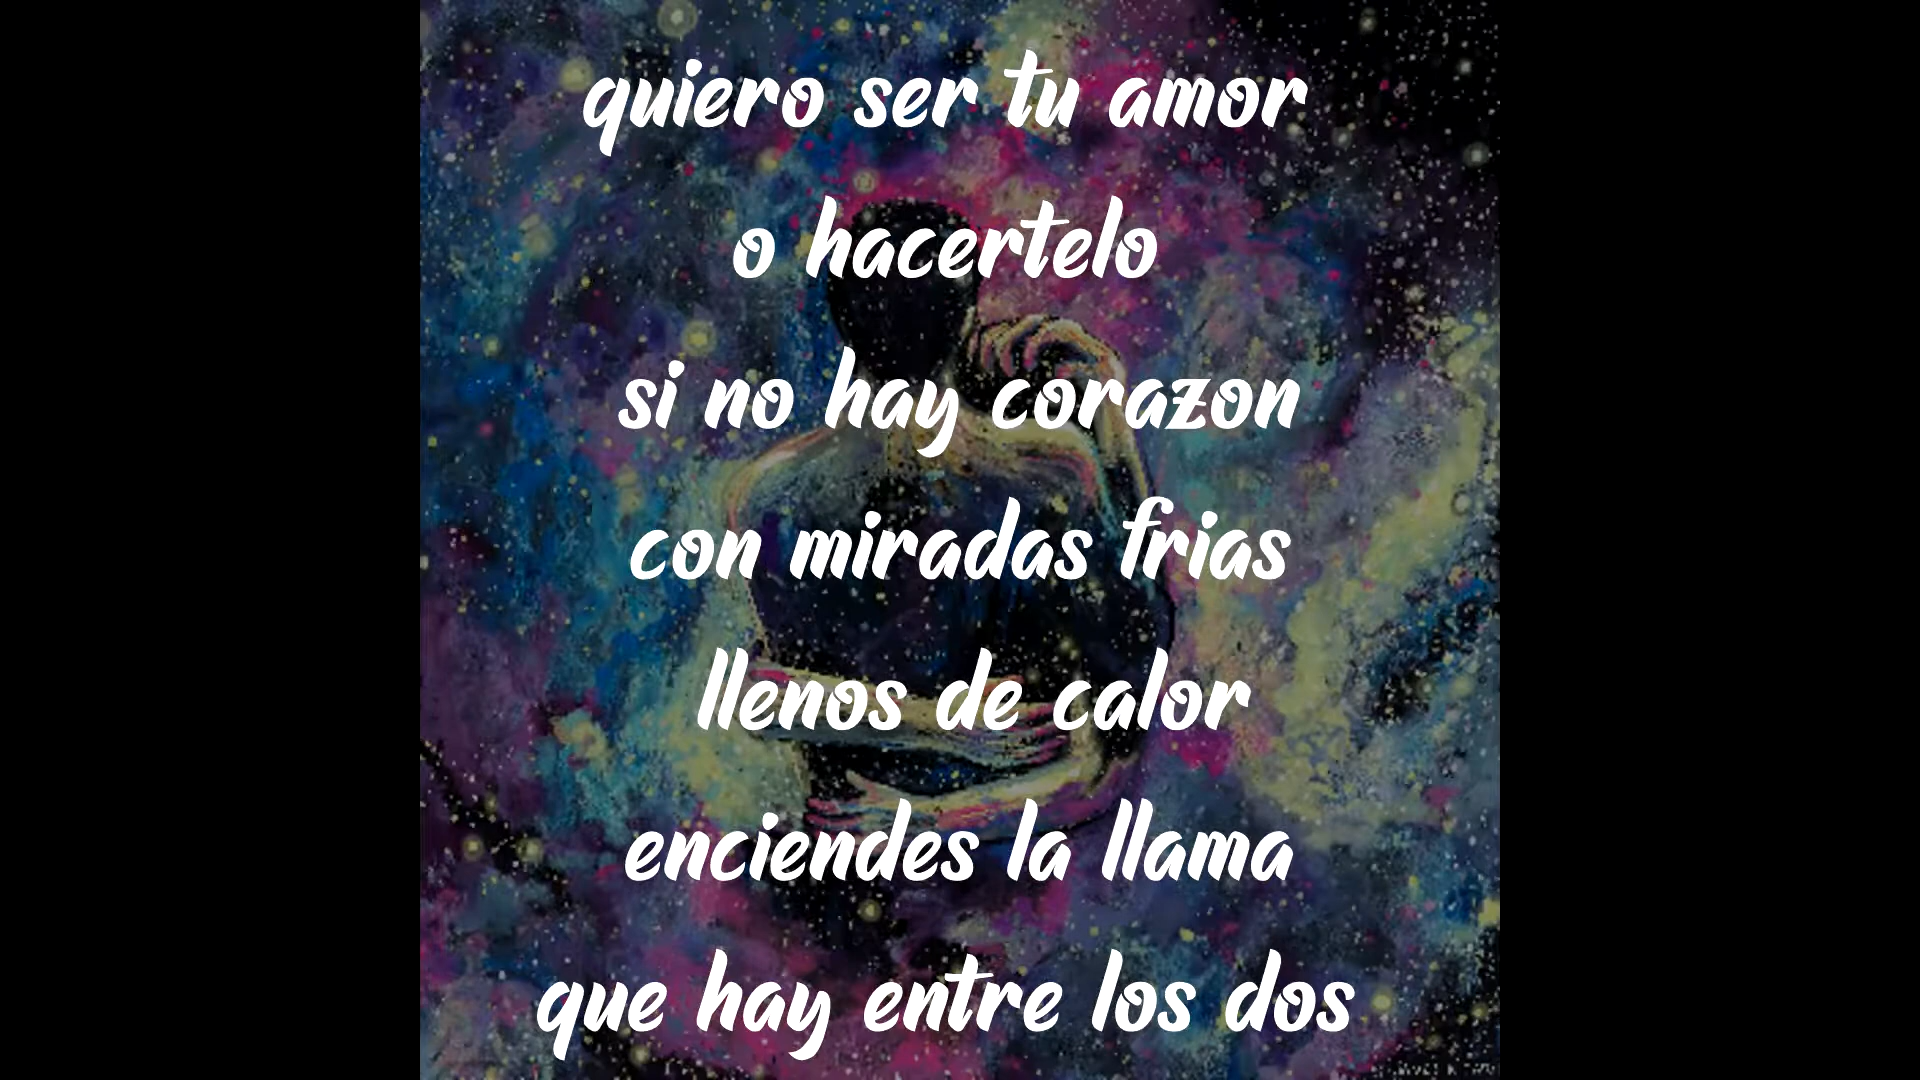 quiero ser tu amor
o hacertelo
si no hay corazon
con miradas frias
llenos de calor
enciendes la llama
que hay entre los dos